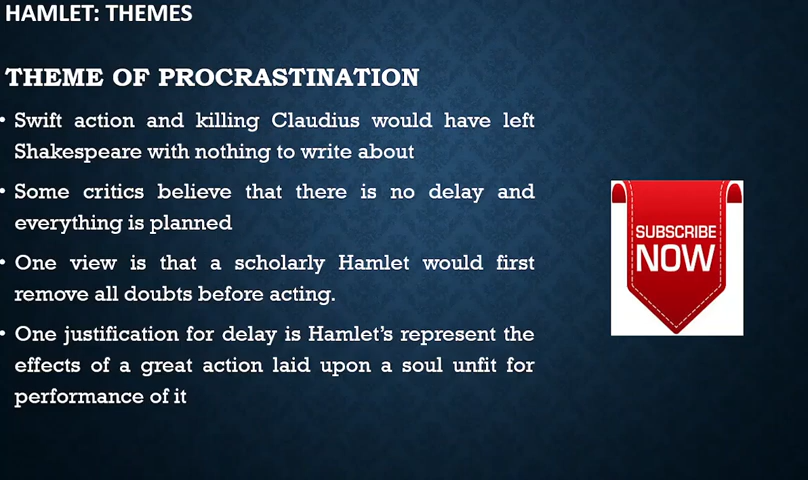 HAMLET: THEMES
THEME OF PROCRASTINATION
• Swift action and killing Claudius would have left
Shakespeare with nothing to write about
• Some critics believe that there is no delay and
everything is planned
• One view is that a scholarly Hamlet would first
remove all doubts before acting.
• One justification for delay is Hamlet's represent the
effects of a great action laid upon a soul unfit for
performance of it
SUBSCRIBE
NOW